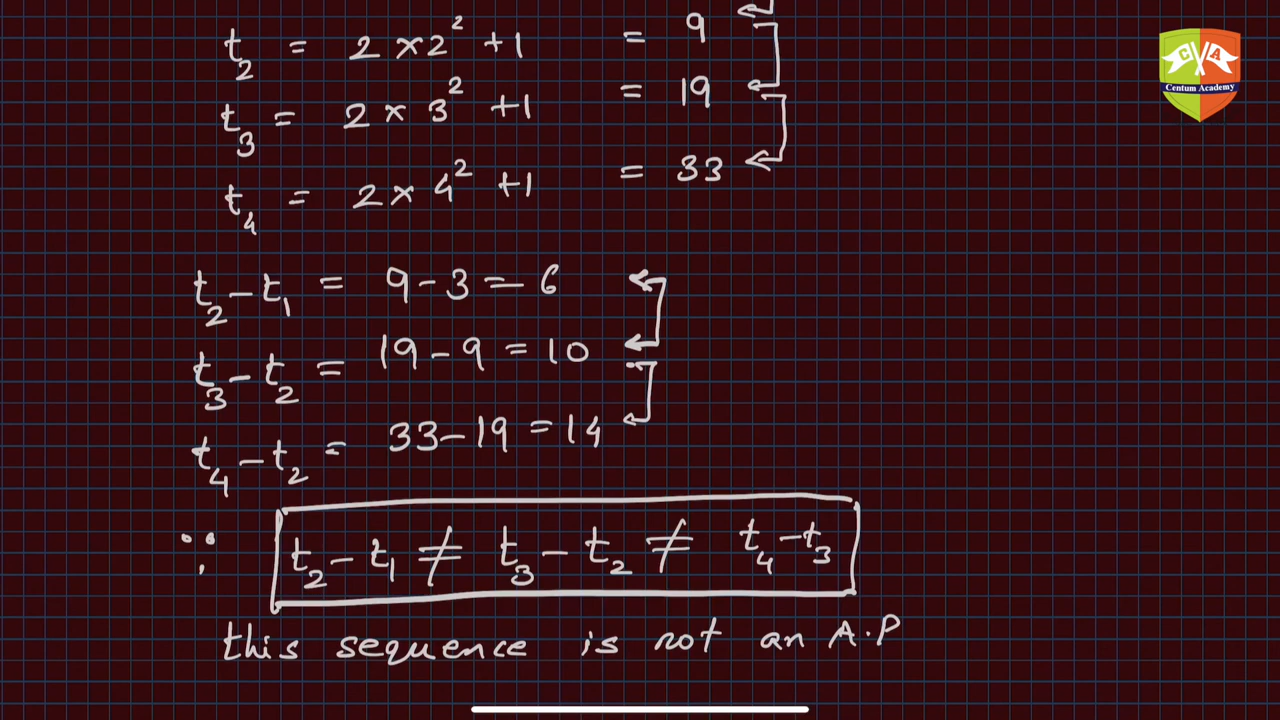 t₂ = 2 × 2² + 1 = 9
t₃ = 2 × 3² + 1 = 19
t₄ = 2 × 4² + 1 = 33
t₂ - t₁ = 9 - 3 = 6
t₃ - t₂ = 19 - 9 = 10
t₄ - t₂ = 33 - 19 = 14
∵ t₂ - t₁ ≠ t₃ - t₂ ≠ t₄ - t₃
this sequence is not an A.P
C A
Centum Academy